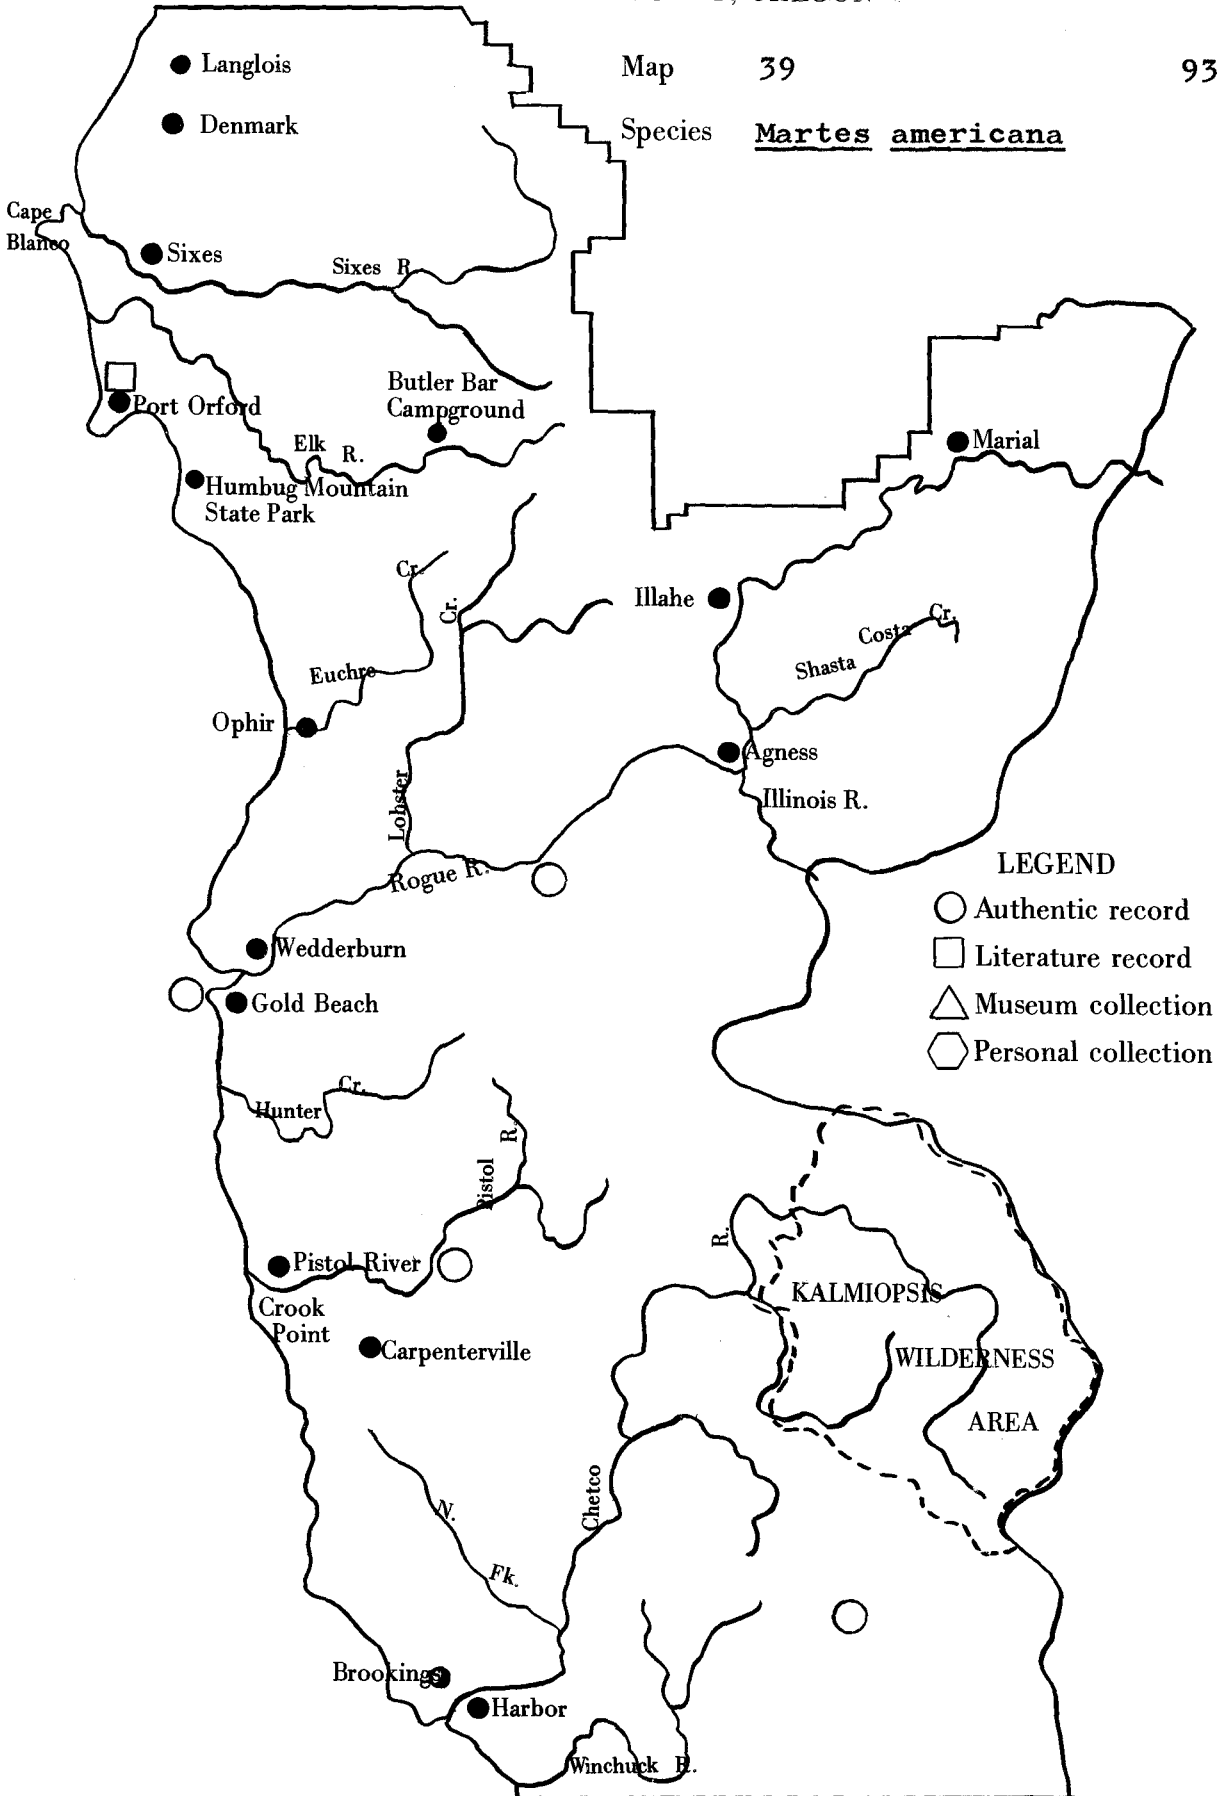 Map 39 93
Species Martes americana
Langlois
Denmark
Cape
Blanco
Sixes
Sixes R
Butler Bar
Campground
Port Orford
Elk R.
Marial
Humbug Mountain
State Park
Cr.
Euchre
Cr.
Lobster
Illahe
Shasta Costa Cr.
Ophir
Agness
Illinois R.
Rogue R.
LEGEND
Authentic record
Literature record
Museum collection
Personal collection
Wedderburn
Gold Beach
Hunter Cr.
Pistol R.
Pistol River
Crook
Point
Carpenterville
R.
KALMIOPSIS
WILDERNESS
AREA
Chetco
N. Fk.
Brookings
Harbor
Winchuck R.